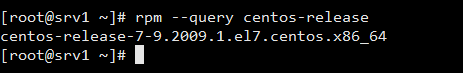 [root@srv1 ~]# rpm --query centos-release
centos-release-7-9.2009.1.el7.centos.x86_64
[root@srv1 ~]#